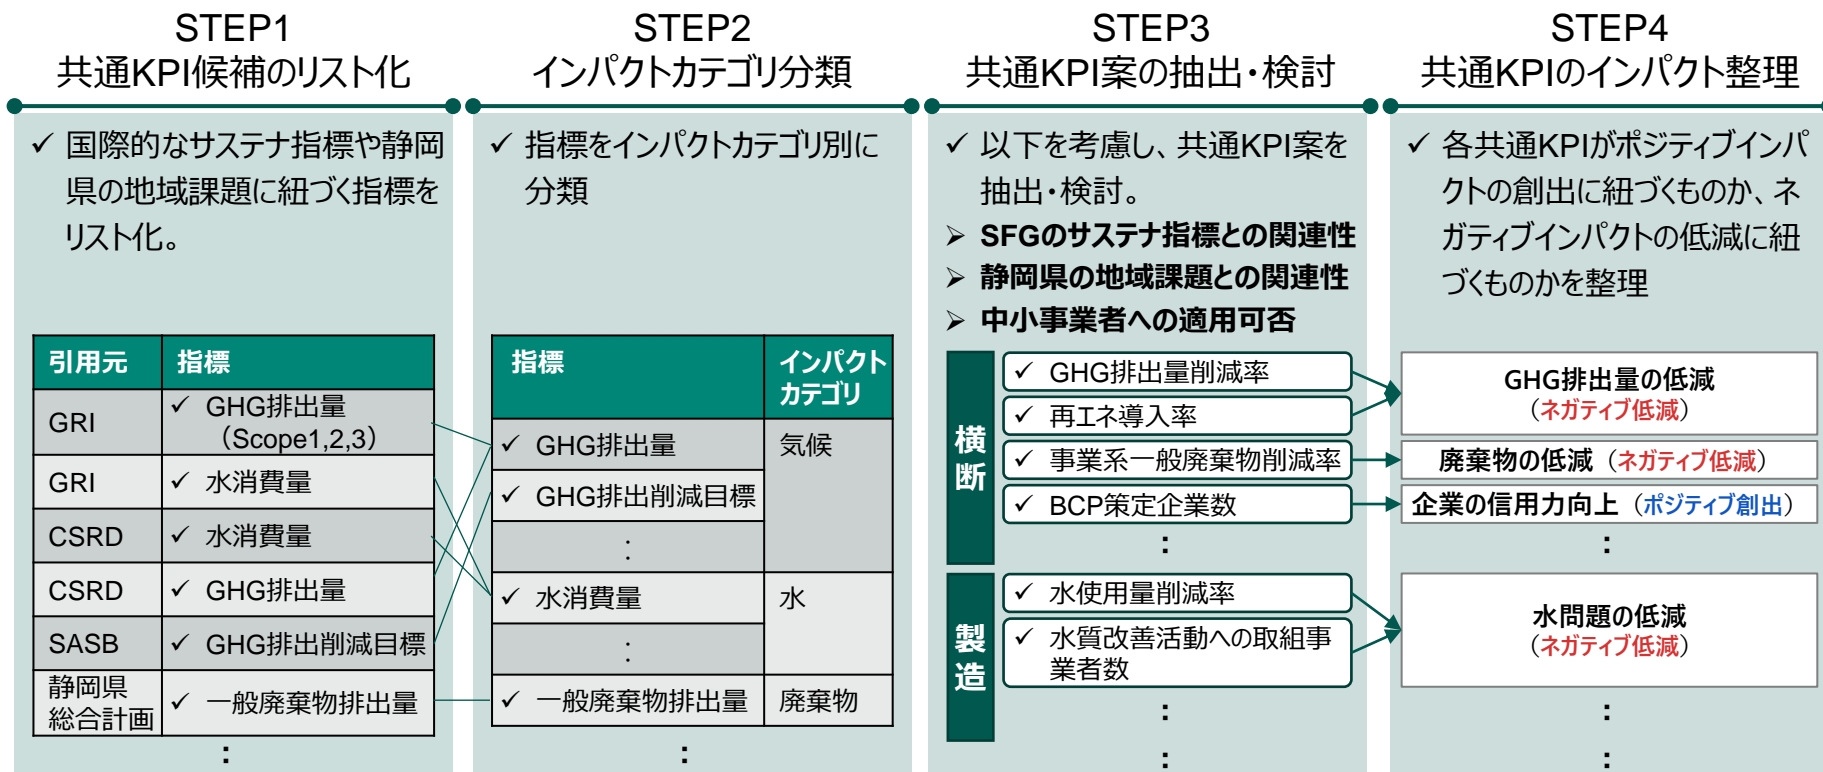 STEP1
共通KPI候補のリスト化
✓ 国際的なサステナ指標や静岡
県の地域課題に紐づく指標を
リスト化。
引用元 指標
GRI ✓ GHG排出量
（Scope1,2,3）
GRI ✓ 水消費量
CSRD ✓ 水消費量
CSRD ✓ GHG排出量
SASB ✓ GHG排出削減目標
静岡県
総合計画 ✓ 一般廃棄物排出量
：
STEP2
インパクトカテゴリ分類
✓ 指標をインパクトカテゴリ別に
分類
指標 インパクト
カテゴリ
✓ GHG排出量 気候
✓ GHG排出削減目標
：
✓ 水消費量 水
：
✓ 一般廃棄物排出量 廃棄物
：
STEP3
共通KPI案の抽出・検討
✓ 以下を考慮し、共通KPI案を
抽出・検討。
➢ SFGのサステナ指標との関連性
➢ 静岡県の地域課題との関連性
➢ 中小事業者への適用可否
横断
✓ GHG排出量削減率
✓ 再エネ導入率
✓ 事業系一般廃棄物削減率
✓ BCP策定企業数
：
製造
✓ 水使用量削減率
✓ 水質改善活動への取組事
業者数
：
：
STEP4
共通KPIのインパクト整理
✓ 各共通KPIがポジティブインパ
クトの創出に紐づくものか、ネ
ガティブインパクトの低減に紐
づくものかを整理
GHG排出量の低減
（ネガティブ低減）
廃棄物の低減（ネガティブ低減）
企業の信用力向上（ポジティブ創出）
：
水問題の低減
（ネガティブ低減）
：
：